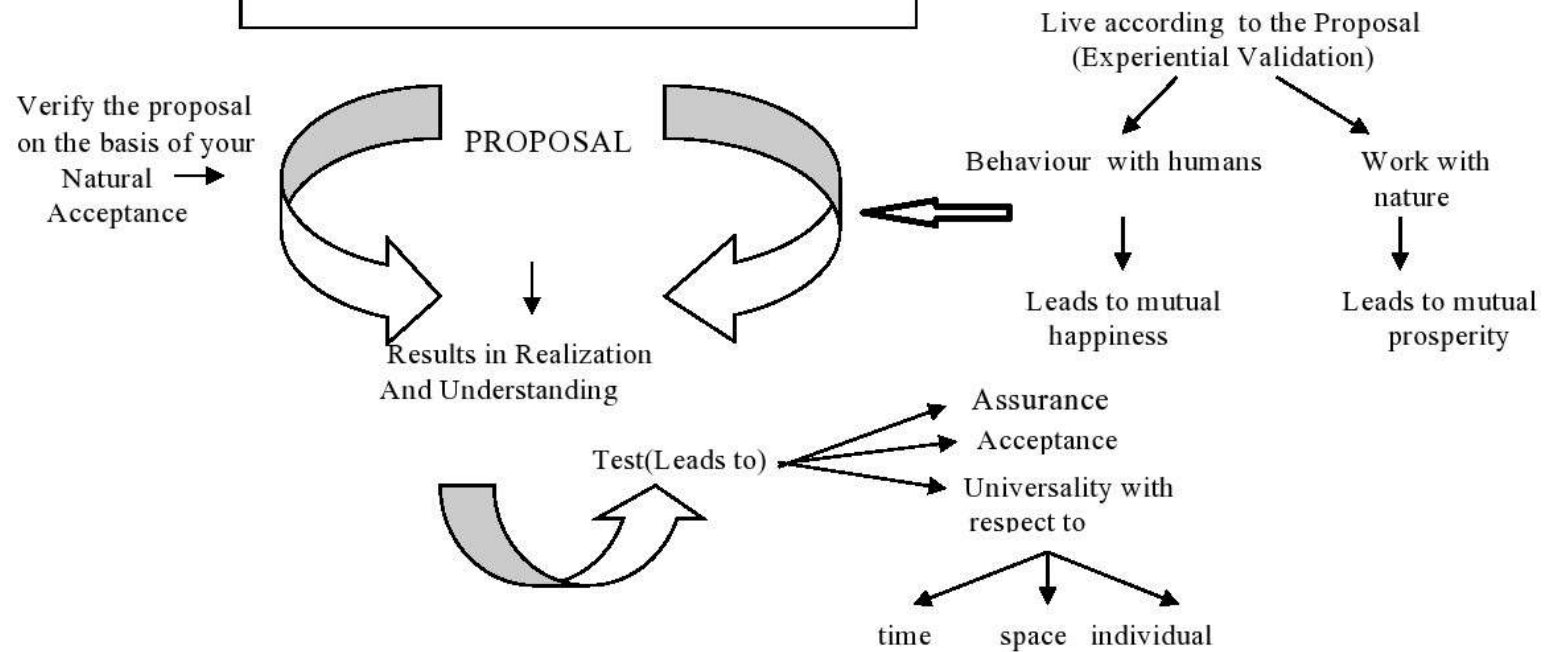 Live according to the Proposal
(Experiential Validation)
Verify the proposal
on the basis of your
Natural
Acceptance
PROPOSAL
Behaviour with humans
Work with
nature
Leads to mutual
happiness
Leads to mutual
prosperity
Results in Realization
And Understanding
Test(Leads to)
Assurance
Acceptance
Universality with
respect to
time
space
individual